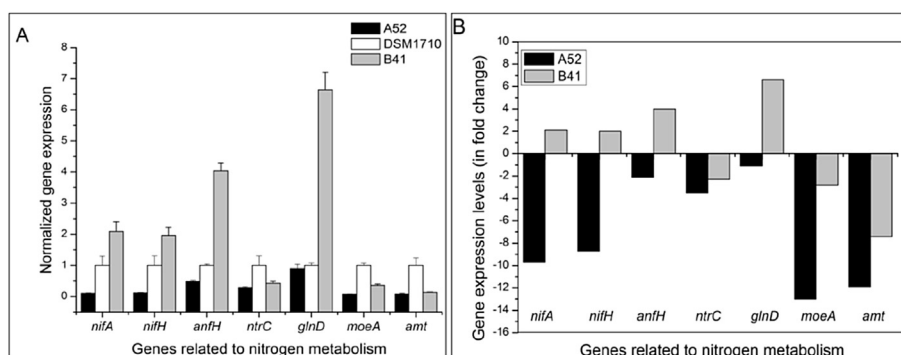 A
A52
DSM1710
B41
Normalized gene expression
8
7
6
5
4
3
2
1
0
nifA nifH anfH ntrC glnD moeA amt
Genes related to nitrogen metabolism
B
A52
B41
Gene expression levels (in fold change)
10
8
6
4
2
0
-2
-4
-6
-8
-10
-12
-14
-16
nifA nifH anfH ntrC glnD moeA amt
Genes related to nitrogen metabolism